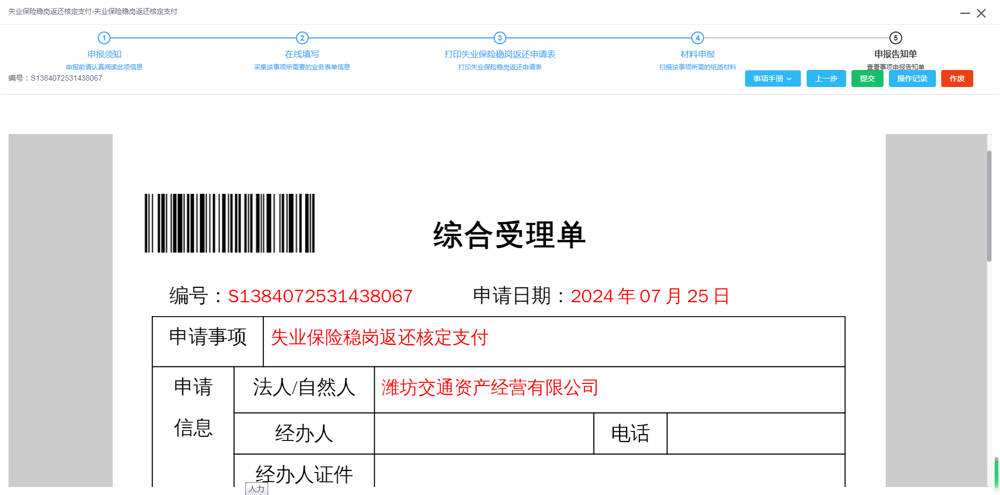 失业保险稳岗返还核定支付-失业保险稳岗返还核定支付
1 2 3 4 5
申报须知 在线填写 打印失业保险稳岗返还申请表 材料申报 申报告知单
申报前请认真阅读此项信息 采集该事项所需要的业务表单信息 打印失业保险稳岗返还申请表 扫描该事项所需的纸质材料 查看事项申报告知单
编号：S1384072531438067 事项手册 上一步 提交 操作记录 作废
综合受理单
编号：S1384072531438067 申请日期：2024 年 07 月 25 日
申请事项 失业保险稳岗返还核定支付
申请 法人/自然人 潍坊交通资产经营有限公司
信息 经办人 电话
经办人证件
人力